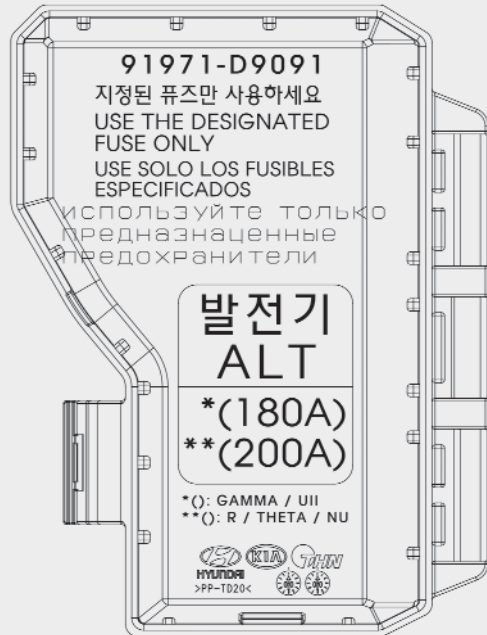 91971-D9091
지정된 퓨즈만 사용하세요
USE THE DESIGNATED
FUSE ONLY
USE SOLO LOS FUSIBLES
ESPECIFICADOS
используйте только
предназнаценные
предохранители
발전기
ALT
*(180A)
**(200A)
*(): GAMMA / UII
**(): R / THETA / NU
HYUNDAI
KIA
THN
>PP-TD20<